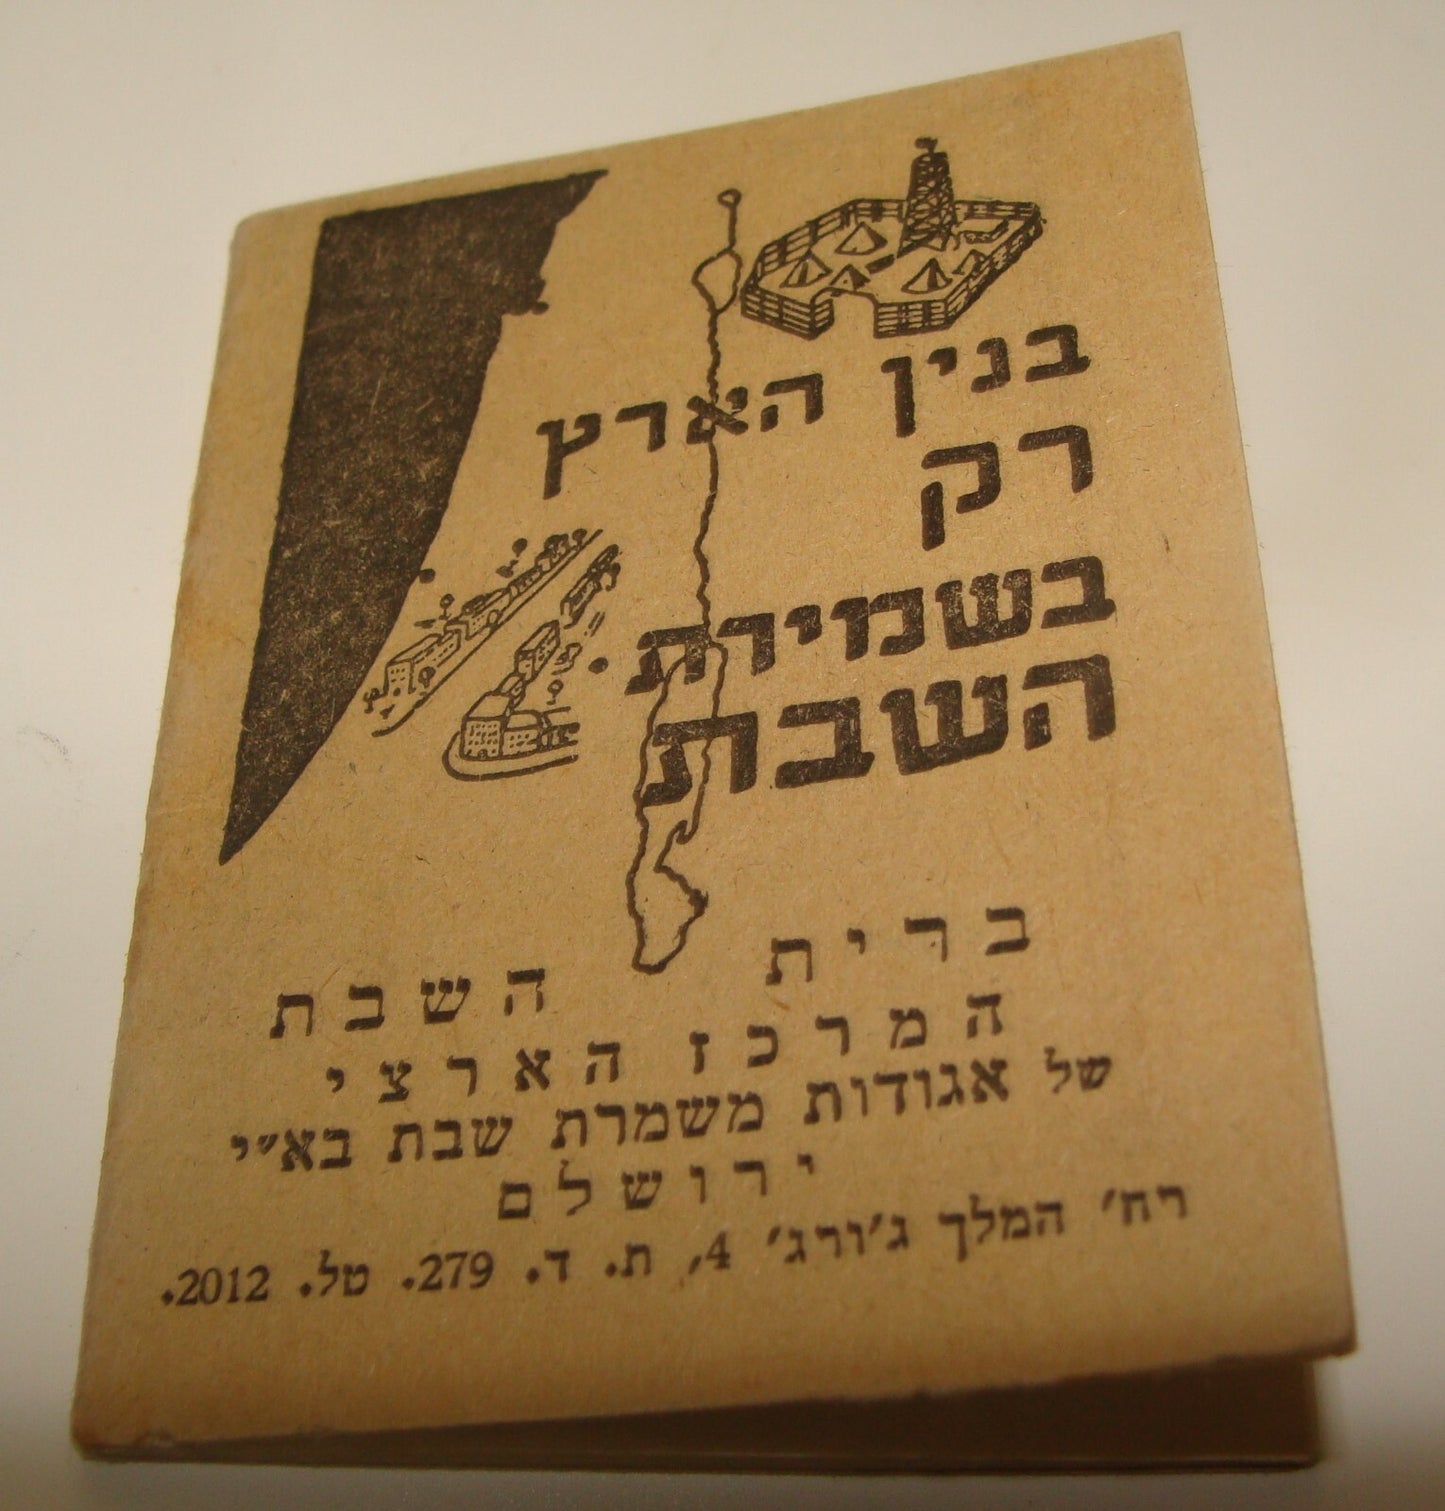 בנין הארץ
רק
בשמירת
השבת
ברית השבת
המרכז הארצי
של אגודות משמרת שבת בא״י
ירושלם
רח׳ המלך ג׳ורג׳ 4, ת. ד. 279. טל. 2012.